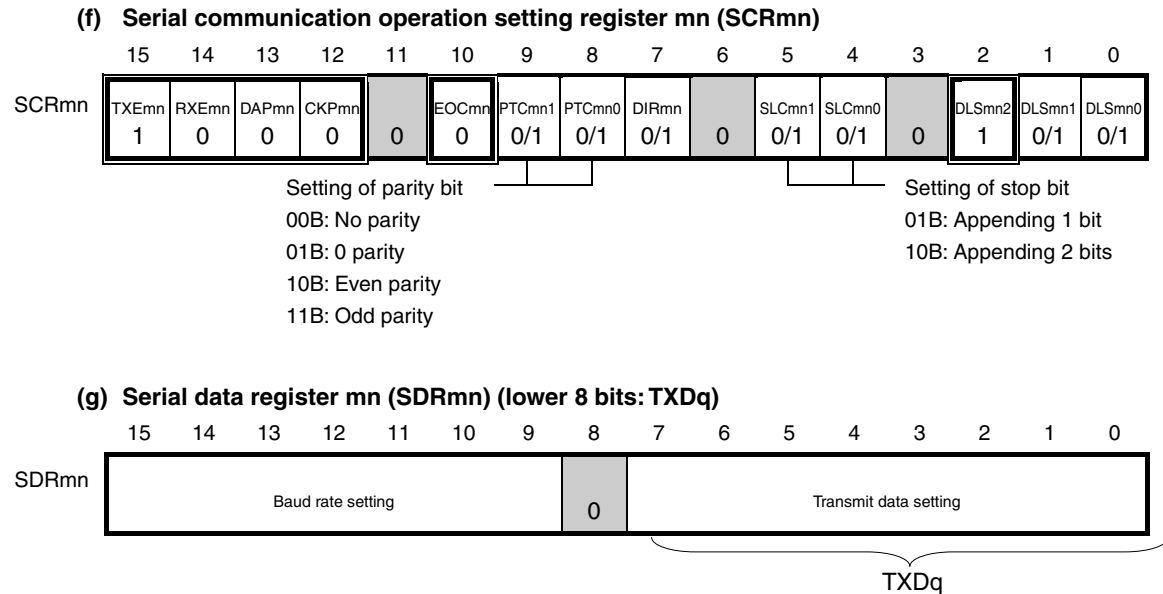 (f) Serial communication operation setting register mn (SCRmn)
15 14 13 12 11 10 9 8 7 6 5 4 3 2 1 0
SCRmn TXEmn RXEmn DAPmn CKPmn EOCmn PTCmn1 PTCmn0 DIRmn SLCmn1 SLCmn0 DLSmn2 DLSmn1 DLSmn0
1 0 0 0 0 0 0/1 0/1 0/1 0 0/1 0/1 0 1 0/1 0/1
Setting of parity bit
00B: No parity
01B: 0 parity
10B: Even parity
11B: Odd parity
Setting of stop bit
01B: Appending 1 bit
10B: Appending 2 bits
(g) Serial data register mn (SDRmn) (lower 8 bits: TXDq)
15 14 13 12 11 10 9 8 7 6 5 4 3 2 1 0
SDRmn Baud rate setting 0 Transmit data setting
TXDq